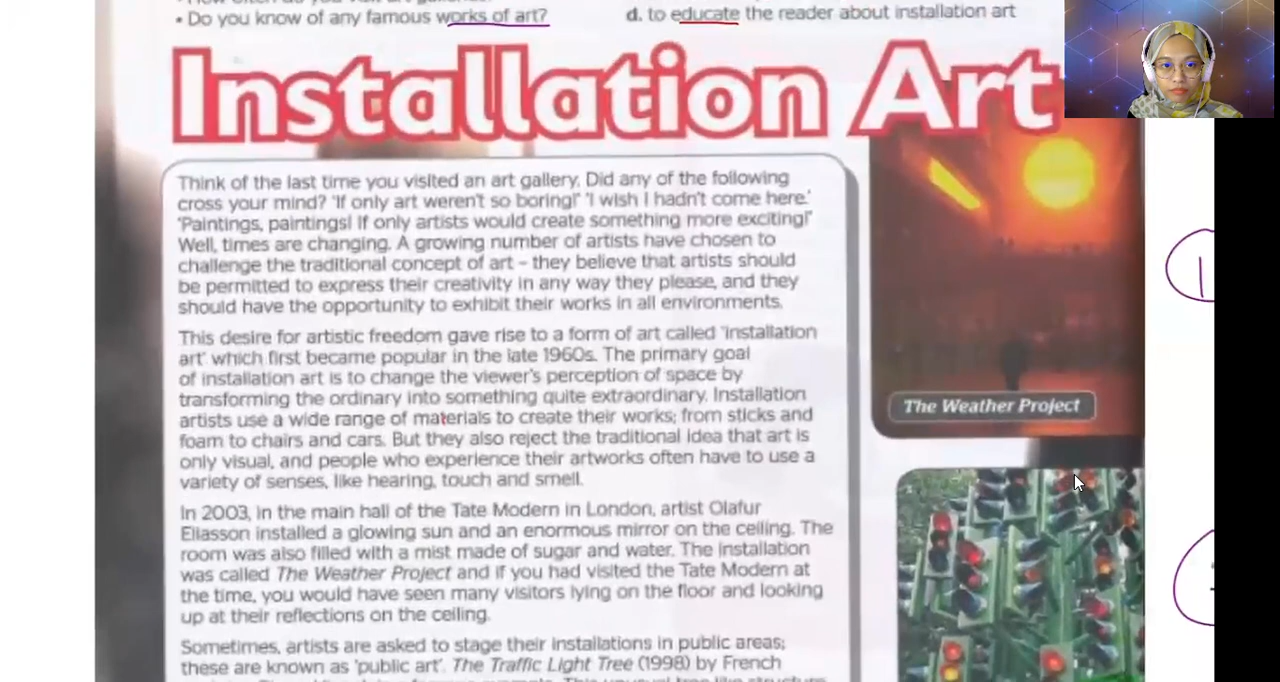 • Do you know of any famous works of art?
d. to educate the reader about installation art
Installation Art
Think of the last time you visited an art gallery. Did any of the following
cross your mind? 'If only art weren't so boring!' 'I wish I hadn't come here.'
'Paintings, paintings! If only artists would create something more exciting!'
Well, times are changing. A growing number of artists have chosen to
challenge the traditional concept of art – they believe that artists should
be permitted to express their creativity in any way they please, and they
should have the opportunity to exhibit their works in all environments.
This desire for artistic freedom gave rise to a form of art called 'installation
art' which first became popular in the late 1960s. The primary goal
of installation art is to change the viewer's perception of space by
transforming the ordinary into something quite extraordinary. Installation
artists use a wide range of materials to create their works; from sticks and
foam to chairs and cars. But they also reject the traditional idea that art is
only visual, and people who experience their artworks often have to use a
variety of senses, like hearing, touch and smell.
In 2003, in the main hall of the Tate Modern in London, artist Olafur
Eliasson installed a glowing sun and an enormous mirror on the ceiling. The
room was also filled with a mist made of sugar and water. The installation
was called The Weather Project and if you had visited the Tate Modern at
the time, you would have seen many visitors lying on the floor and looking
up at their reflections on the ceiling.
Sometimes, artists are asked to stage their installations in public areas;
these are known as 'public art'. The Traffic Light Tree (1998) by French
The Weather Project
1